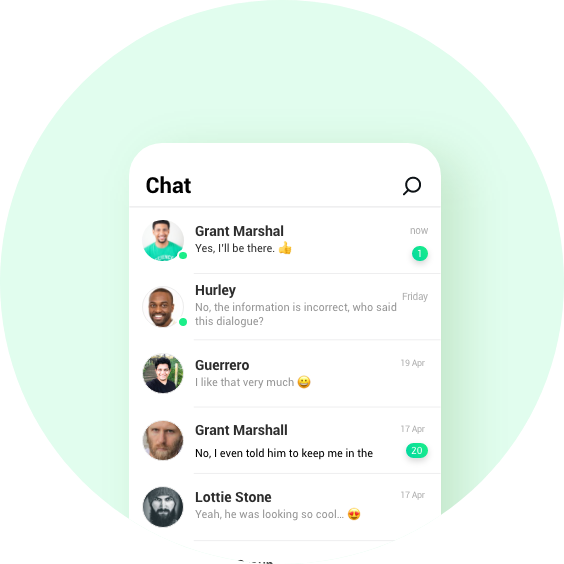 Chat
Grant Marshal
now
Yes, I'll be there. 👍
1
Hurley
Friday
No, the information is incorrect, who said
this dialogue?
Guerrero
19 Apr
I like that very much 😀
Grant Marshall
17 Apr
No, I even told him to keep me in the
20
Lottie Stone
17 Apr
Yeah, he was looking so cool... 😍